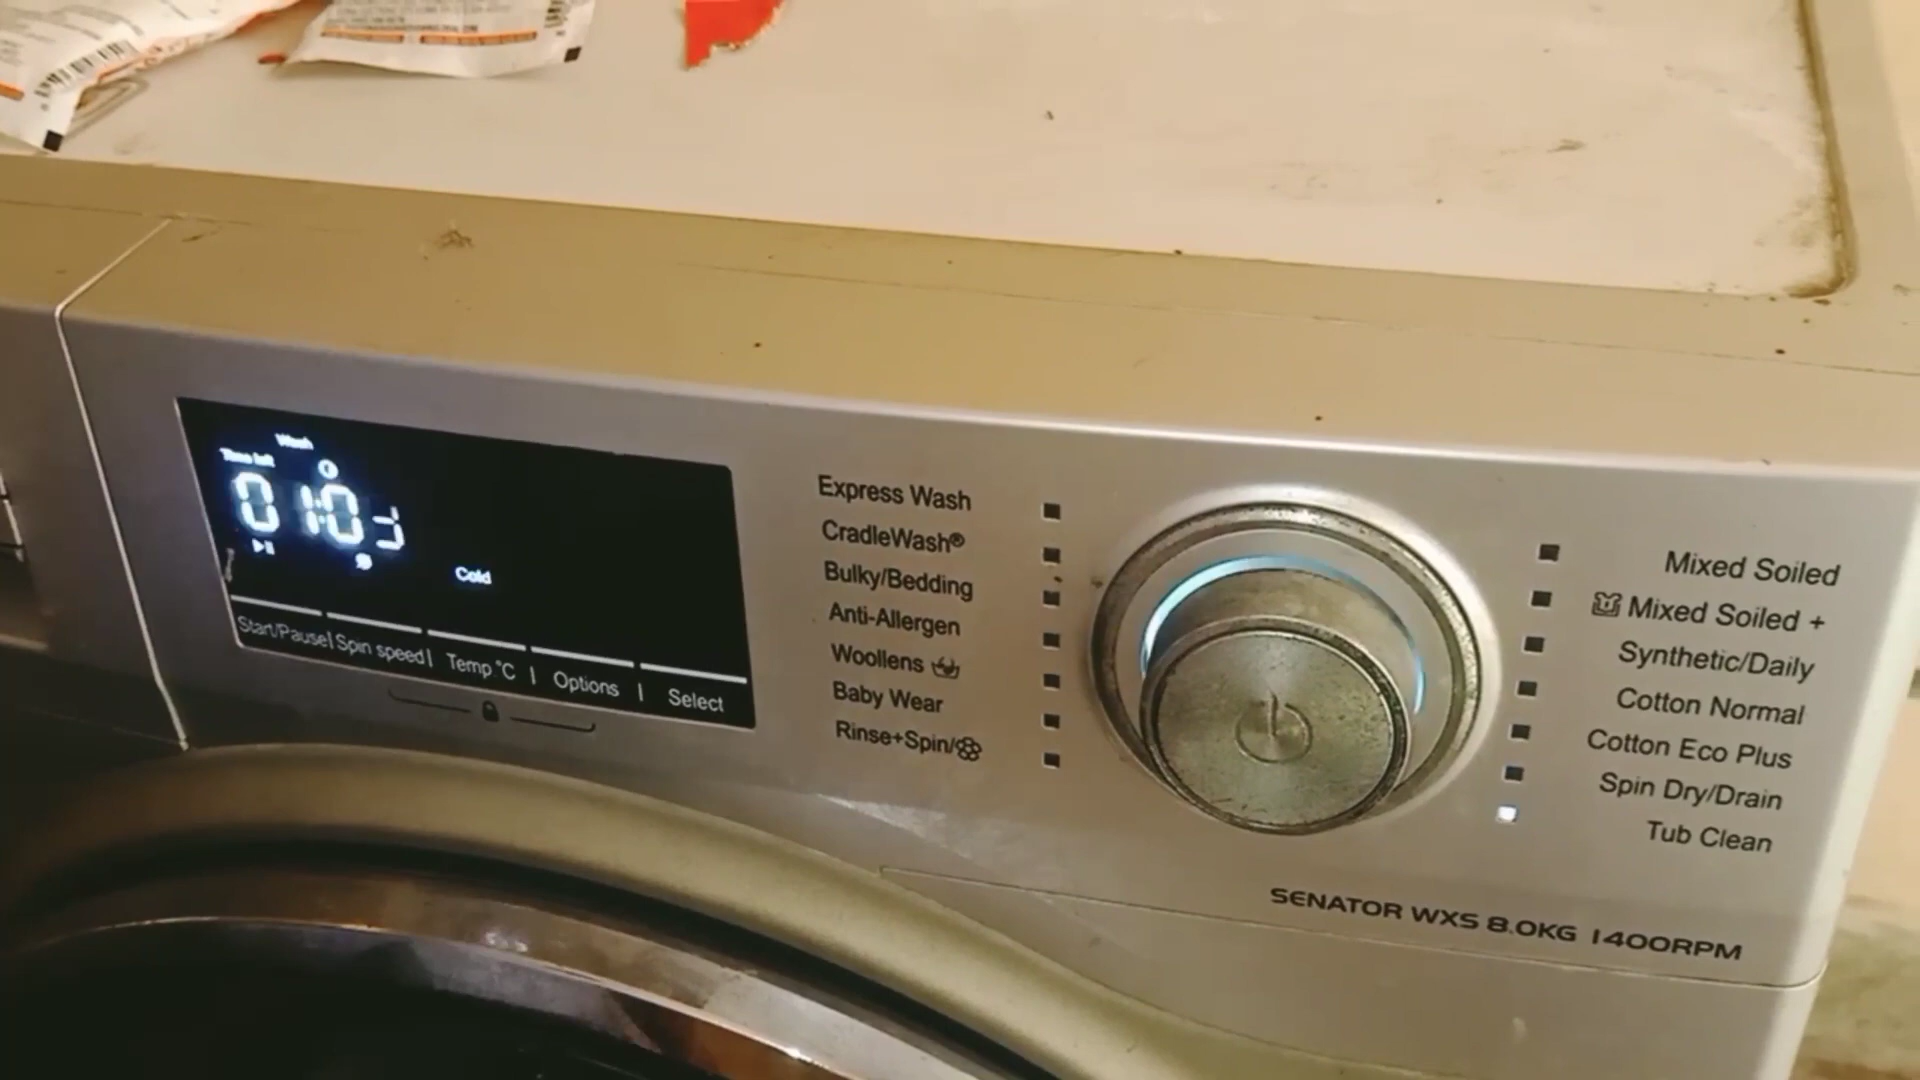 Wash
Time left
Cold
Start/Pause| Spin speed| Temp °C | Options | Select
Express Wash
CradleWash®
Bulky/Bedding
Anti-Allergen
Woollens
Baby Wear
Rinse+Spin/
Mixed Soiled
Mixed Soiled +
Synthetic/Daily
Cotton Normal
Cotton Eco Plus
Spin Dry/Drain
Tub Clean
SENATOR WXS 8.0KG 1400RPM